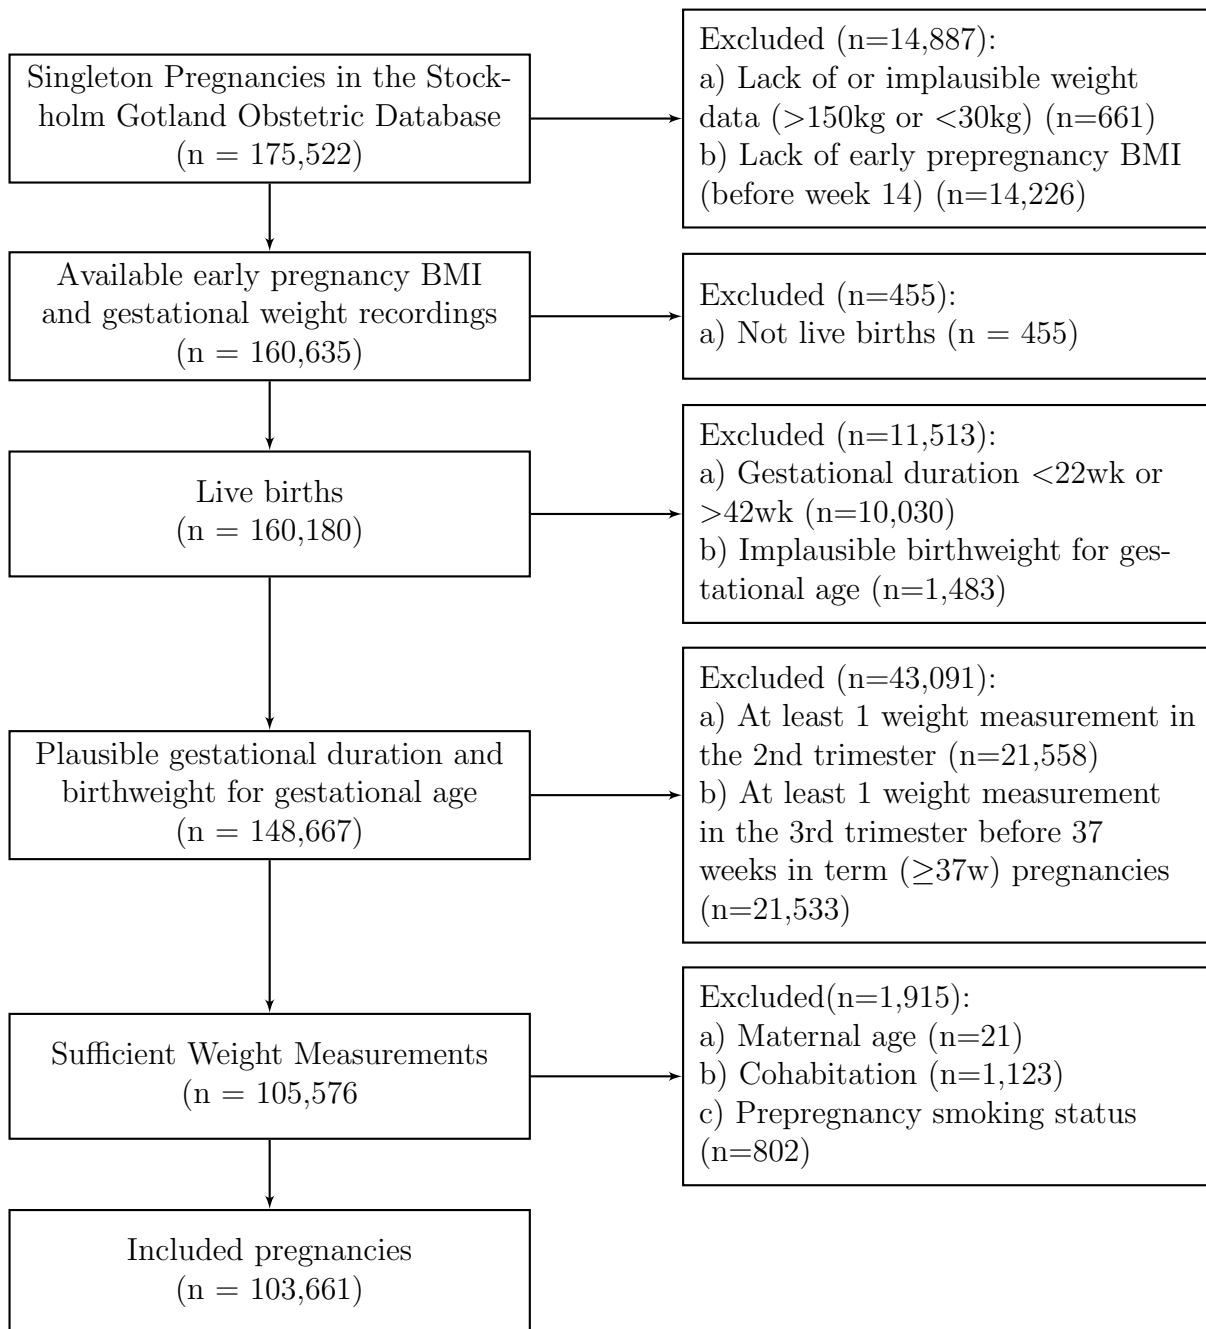 Singleton Pregnancies in the Stock-
holm Gotland Obstetric Database
(n = 175,522)
Excluded (n=14,887):
a) Lack of or implausible weight
data (>150kg or <30kg) (n=661)
b) Lack of early prepregnancy BMI
(before week 14) (n=14,226)
Available early pregnancy BMI
and gestational weight recordings
(n = 160,635)
Excluded (n=455):
a) Not live births (n = 455)
Live births
(n = 160,180)
Excluded (n=11,513):
a) Gestational duration <22wk or
>42wk (n=10,030)
b) Implausible birthweight for ges-
tational age (n=1,483)
Plausible gestational duration and
birthweight for gestational age
(n = 148,667)
Excluded (n=43,091):
a) At least 1 weight measurement in
the 2nd trimester (n=21,558)
b) At least 1 weight measurement
in the 3rd trimester before 37
weeks in term (≥37w) pregnancies
(n=21,533)
Sufficient Weight Measurements
(n = 105,576
Excluded(n=1,915):
a) Maternal age (n=21)
b) Cohabitation (n=1,123)
c) Prepregnancy smoking status
(n=802)
Included pregnancies
(n = 103,661)